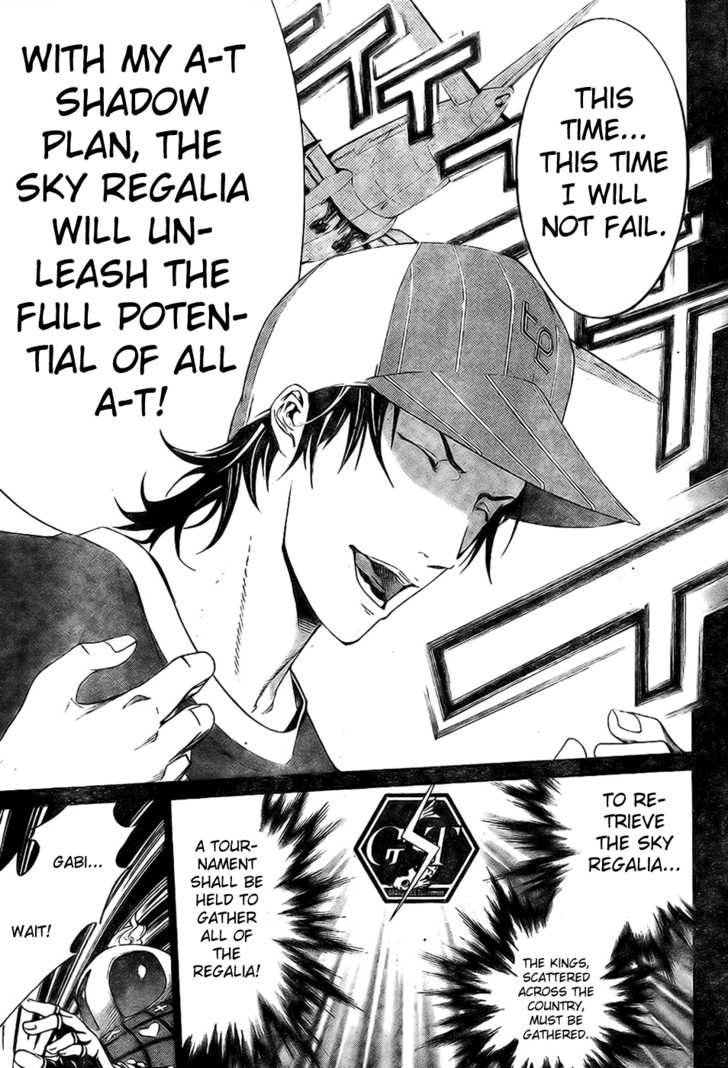 THIS
TIME...
THIS TIME
I WILL
NOT FAIL.
WITH MY A-T
SHADOW
PLAN, THE
SKY REGALIA
WILL UN-
LEASH THE
FULL POTEN-
TIAL OF ALL
A-T!
TO RE-
TRIEVE
THE SKY
REGALIA...
THE KINGS,
SCATTERED
ACROSS THE
COUNTRY,
MUST BE
GATHERED...
G
T
A TOUR-
NAMENT
SHALL BE
HELD TO
GATHER
ALL OF
THE
REGALIA!
GABI...
WAIT!